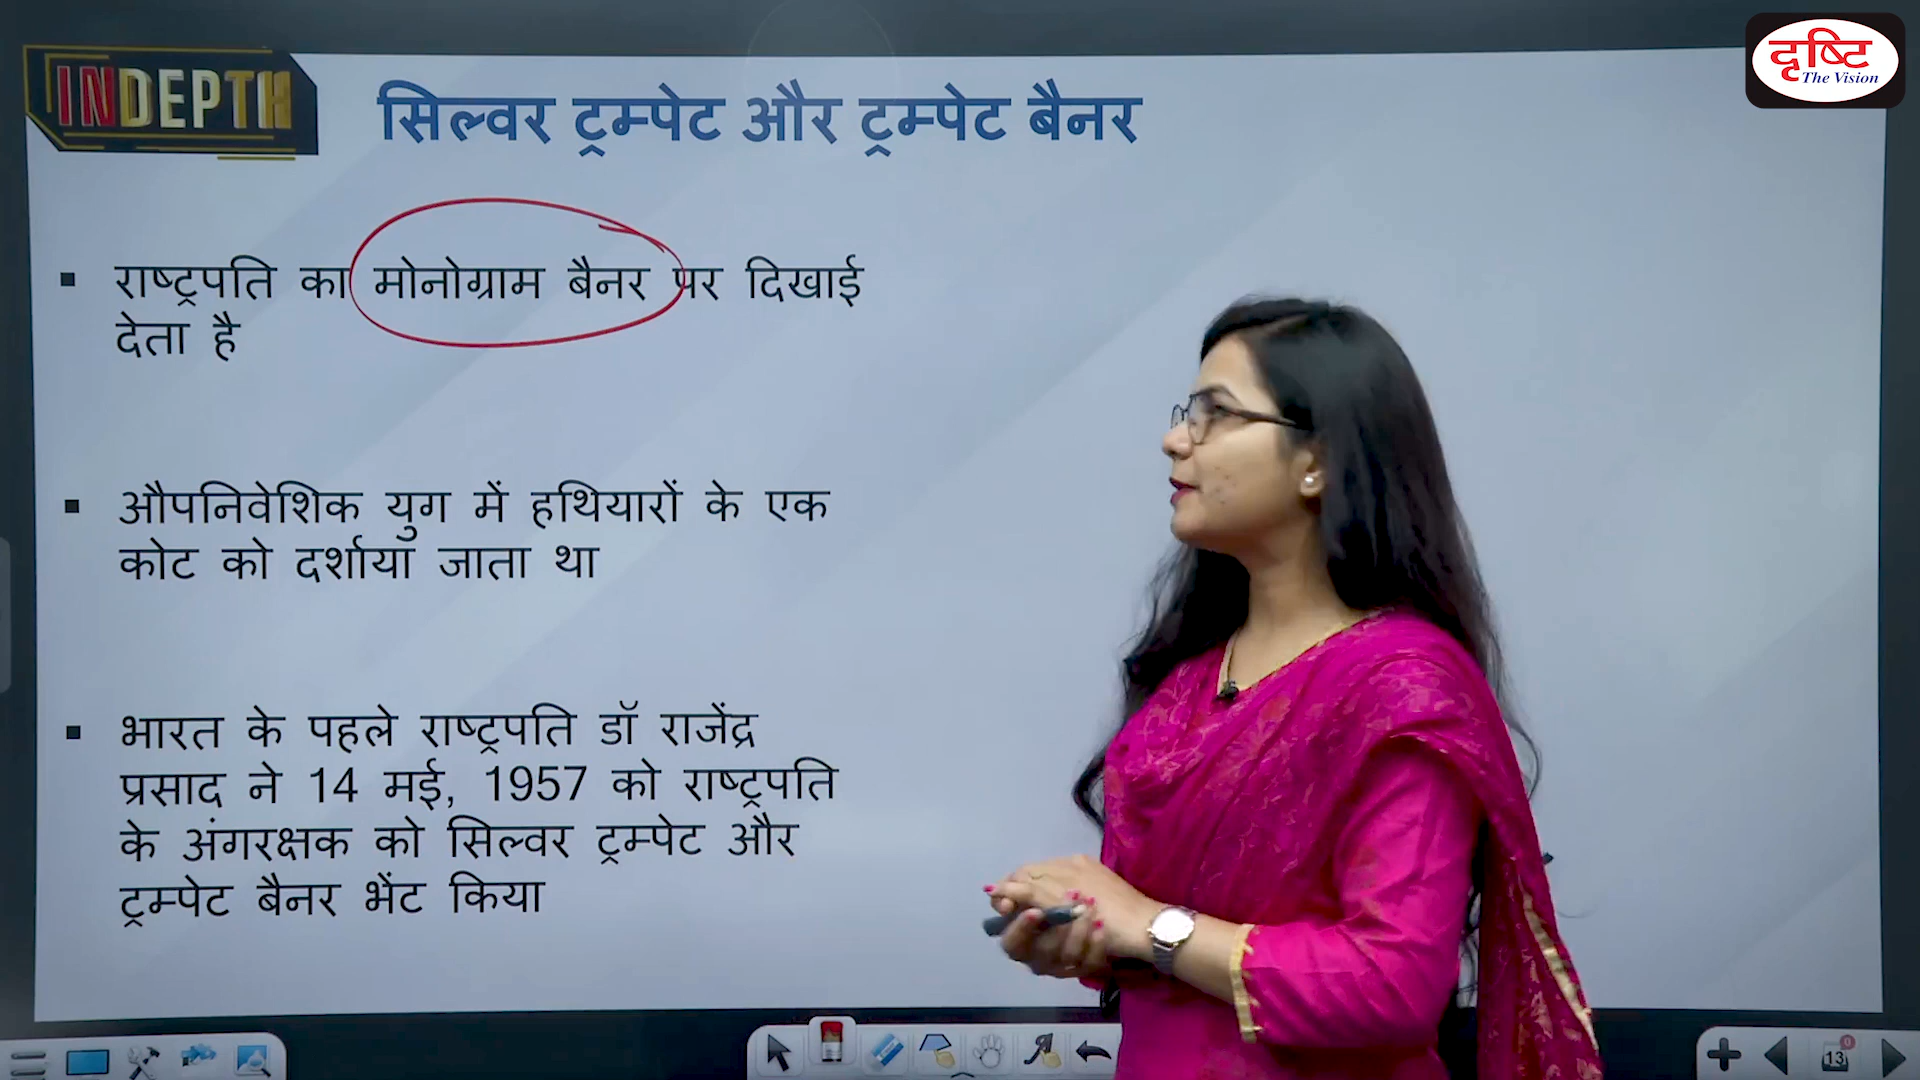 INDEPTH
सिल्वर ट्रम्पेट और ट्रम्पेट बैनर
दृष्टि
The Vision
▪ राष्ट्रपति का मोनोग्राम बैनर पर दिखाई
देता है
▪ औपनिवेशिक युग में हथियारों के एक
कोट को दर्शाया जाता था
▪ भारत के पहले राष्ट्रपति डॉ राजेंद्र
प्रसाद ने 14 मई, 1957 को राष्ट्रपति
के अंगरक्षक को सिल्वर ट्रम्पेट और
ट्रम्पेट बैनर भेंट किया
13
0